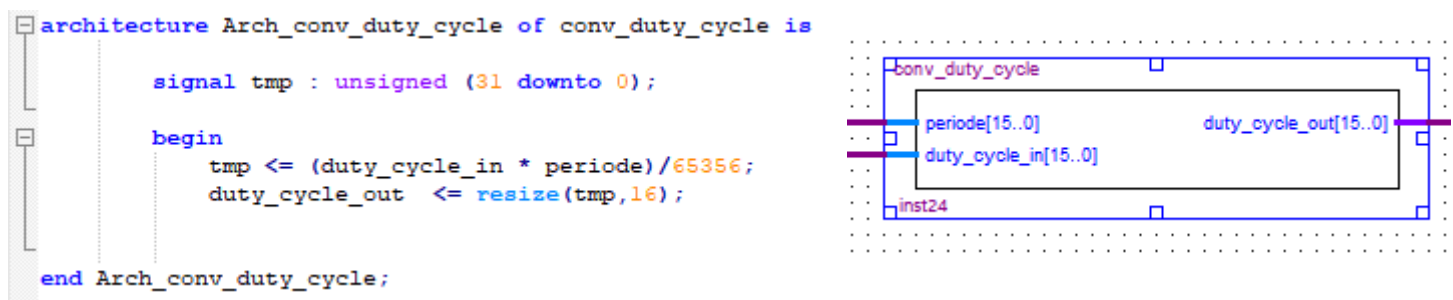 architecture Arch_conv_duty_cycle of conv_duty_cycle is
signal tmp : unsigned (31 downto 0);
begin
tmp <= (duty_cycle_in * periode)/65356;
duty_cycle_out  <= resize(tmp,16);
end Arch_conv_duty_cycle;
conv_duty_cycle
periode[15..0]
duty_cycle_out[15..0]
duty_cycle_in[15..0]
inst24